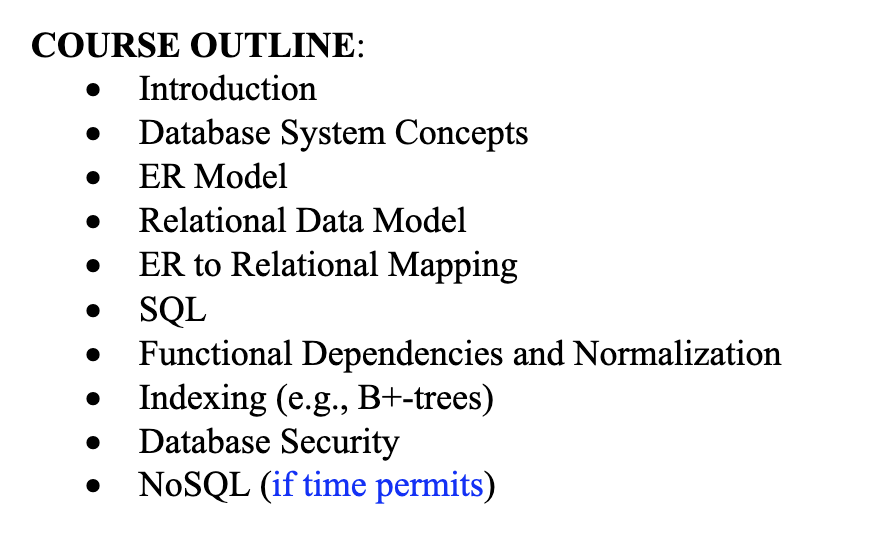 COURSE OUTLINE:
• Introduction
• Database System Concepts
• ER Model
• Relational Data Model
• ER to Relational Mapping
• SQL
• Functional Dependencies and Normalization
• Indexing (e.g., B+-trees)
• Database Security
• NoSQL (if time permits)